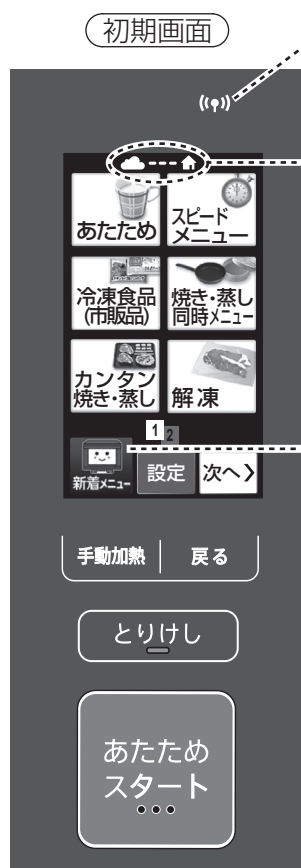 初期画面
あたため
スピード
メニュー
冷凍食品
(市販品)
焼き・蒸し
同時メニュー
カンタン
焼き・蒸し
解凍
1 2
新着メニュー
設定
次へ❭
手動加熱
戻る
とりけし
あたため
スタート